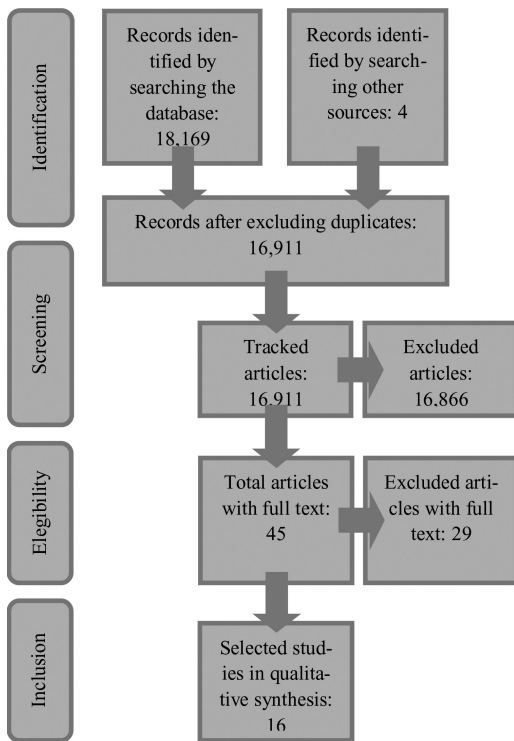 Identification
Records iden-
tified by
searching the
database:
18,169
Records identi-
fied by search-
ing other
sources: 4
Records after excluding duplicates:
16,911
Screening
Tracked
articles:
16,911
Excluded
articles:
16,866
Elegibility
Total articles
with full text:
45
Excluded arti-
cles with full
text: 29
Inclusion
Selected stud-
ies in qualita-
tive synthesis:
16